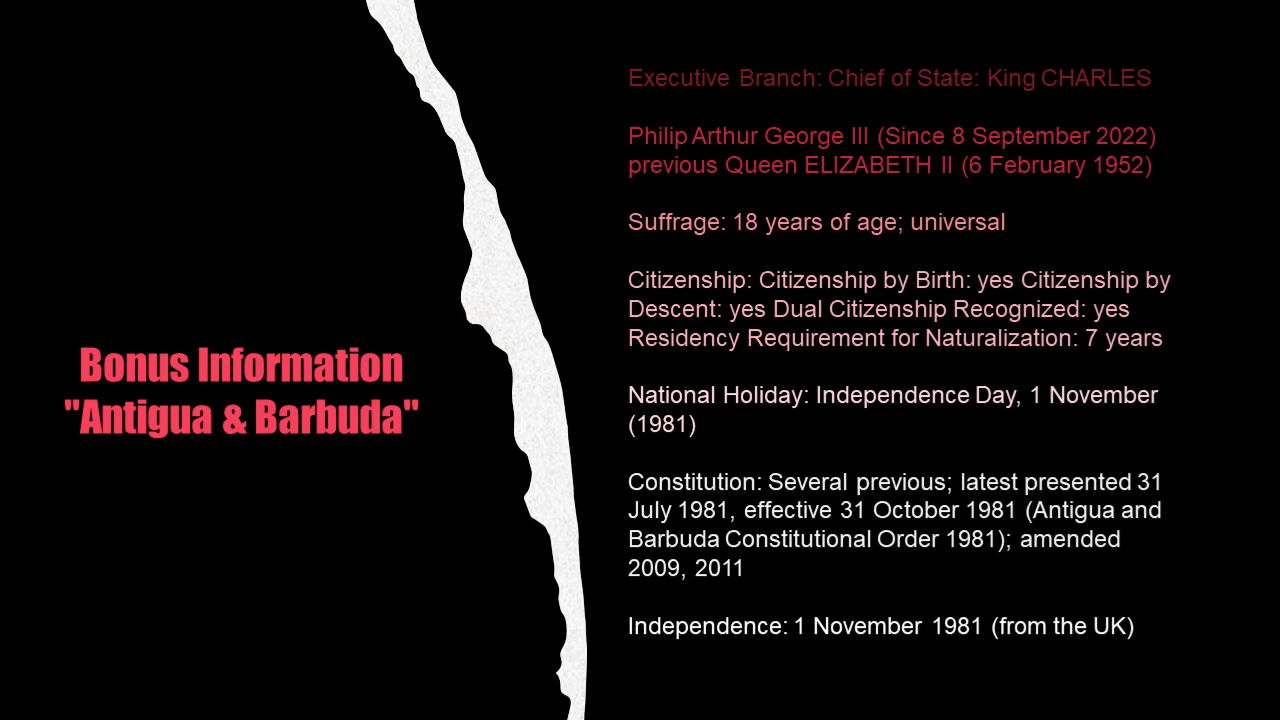 Bonus Information
"Antigua & Barbuda"
Executive Branch: Chief of State: King CHARLES
Philip Arthur George III (Since 8 September 2022)
previous Queen ELIZABETH II (6 February 1952)
Suffrage: 18 years of age; universal
Citizenship: Citizenship by Birth: yes Citizenship by
Descent: yes Dual Citizenship Recognized: yes
Residency Requirement for Naturalization: 7 years
National Holiday: Independence Day, 1 November
(1981)
Constitution: Several previous; latest presented 31
July 1981, effective 31 October 1981 (Antigua and
Barbuda Constitutional Order 1981); amended
2009, 2011
Independence: 1 November 1981 (from the UK)